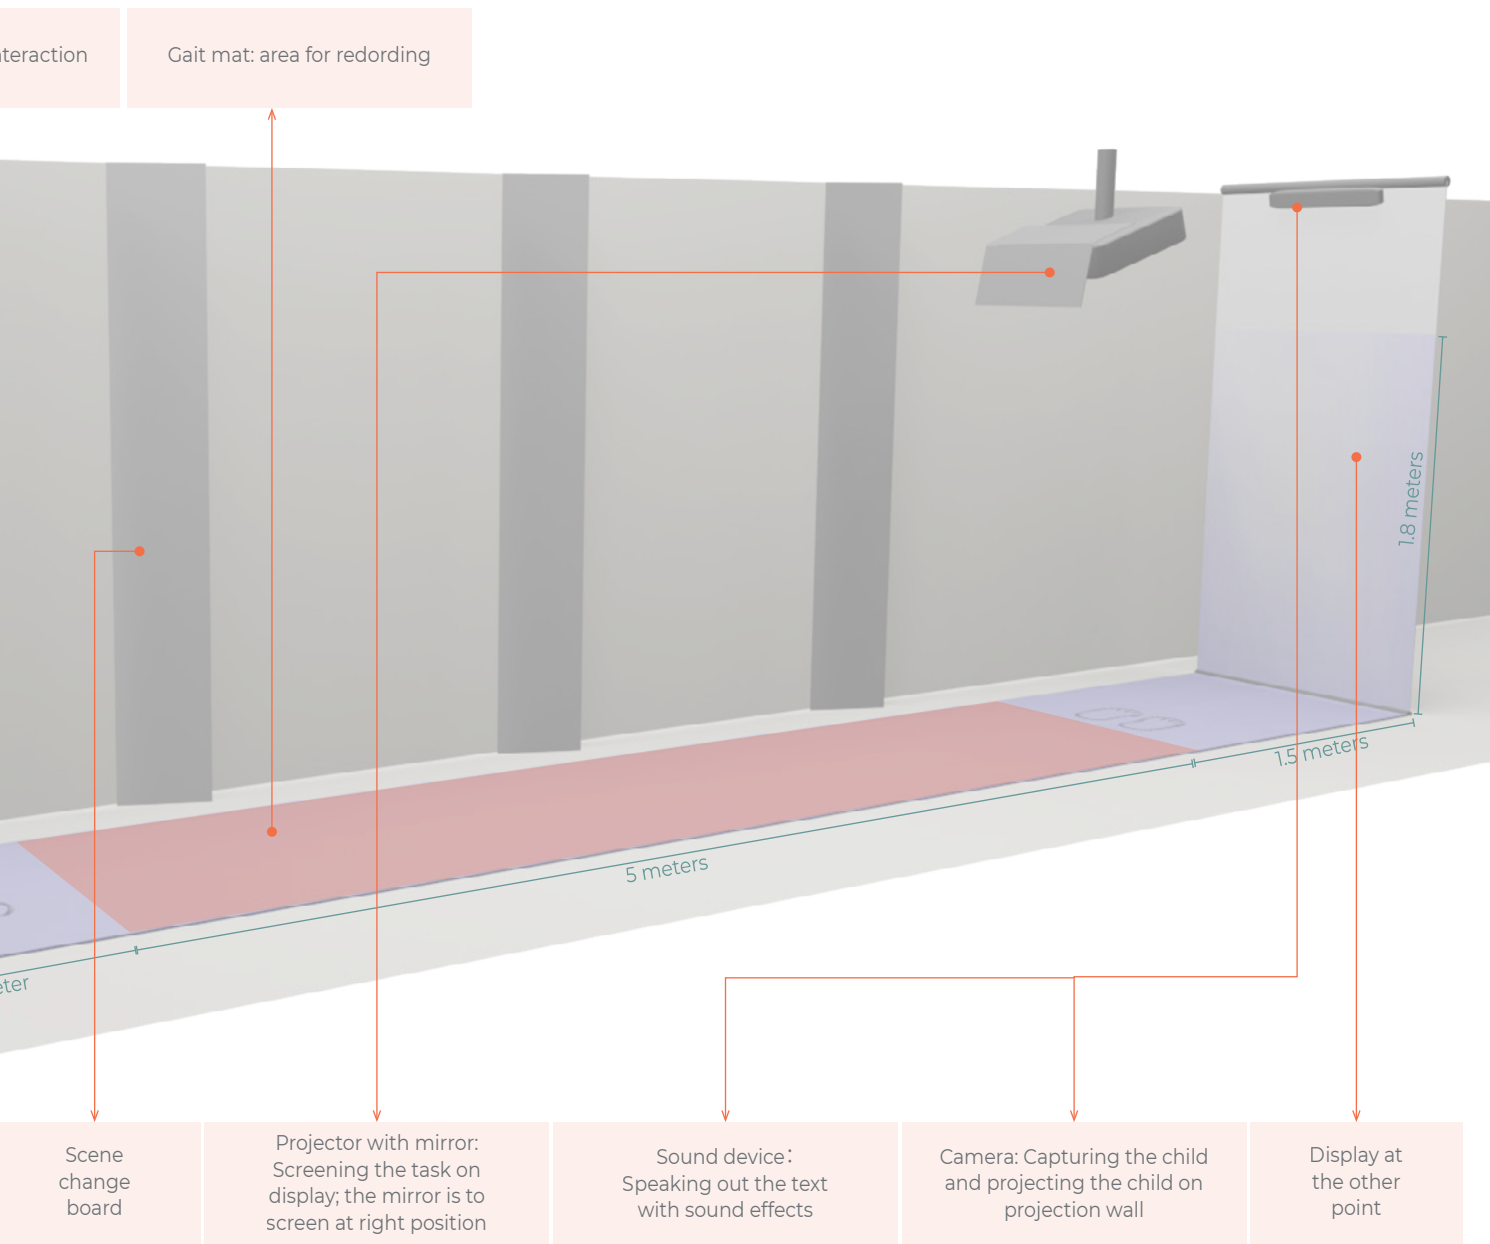 Gait mat: area for redording
1.8 meters
1.5 meters
5 meters
Scene
change
board
Projector with mirror:
Screening the task on
display; the mirror is to
screen at right position
Sound device：
Speaking out the text
with sound effects
Camera: Capturing the child
and projecting the child on
projection wall
Display at
the other
point